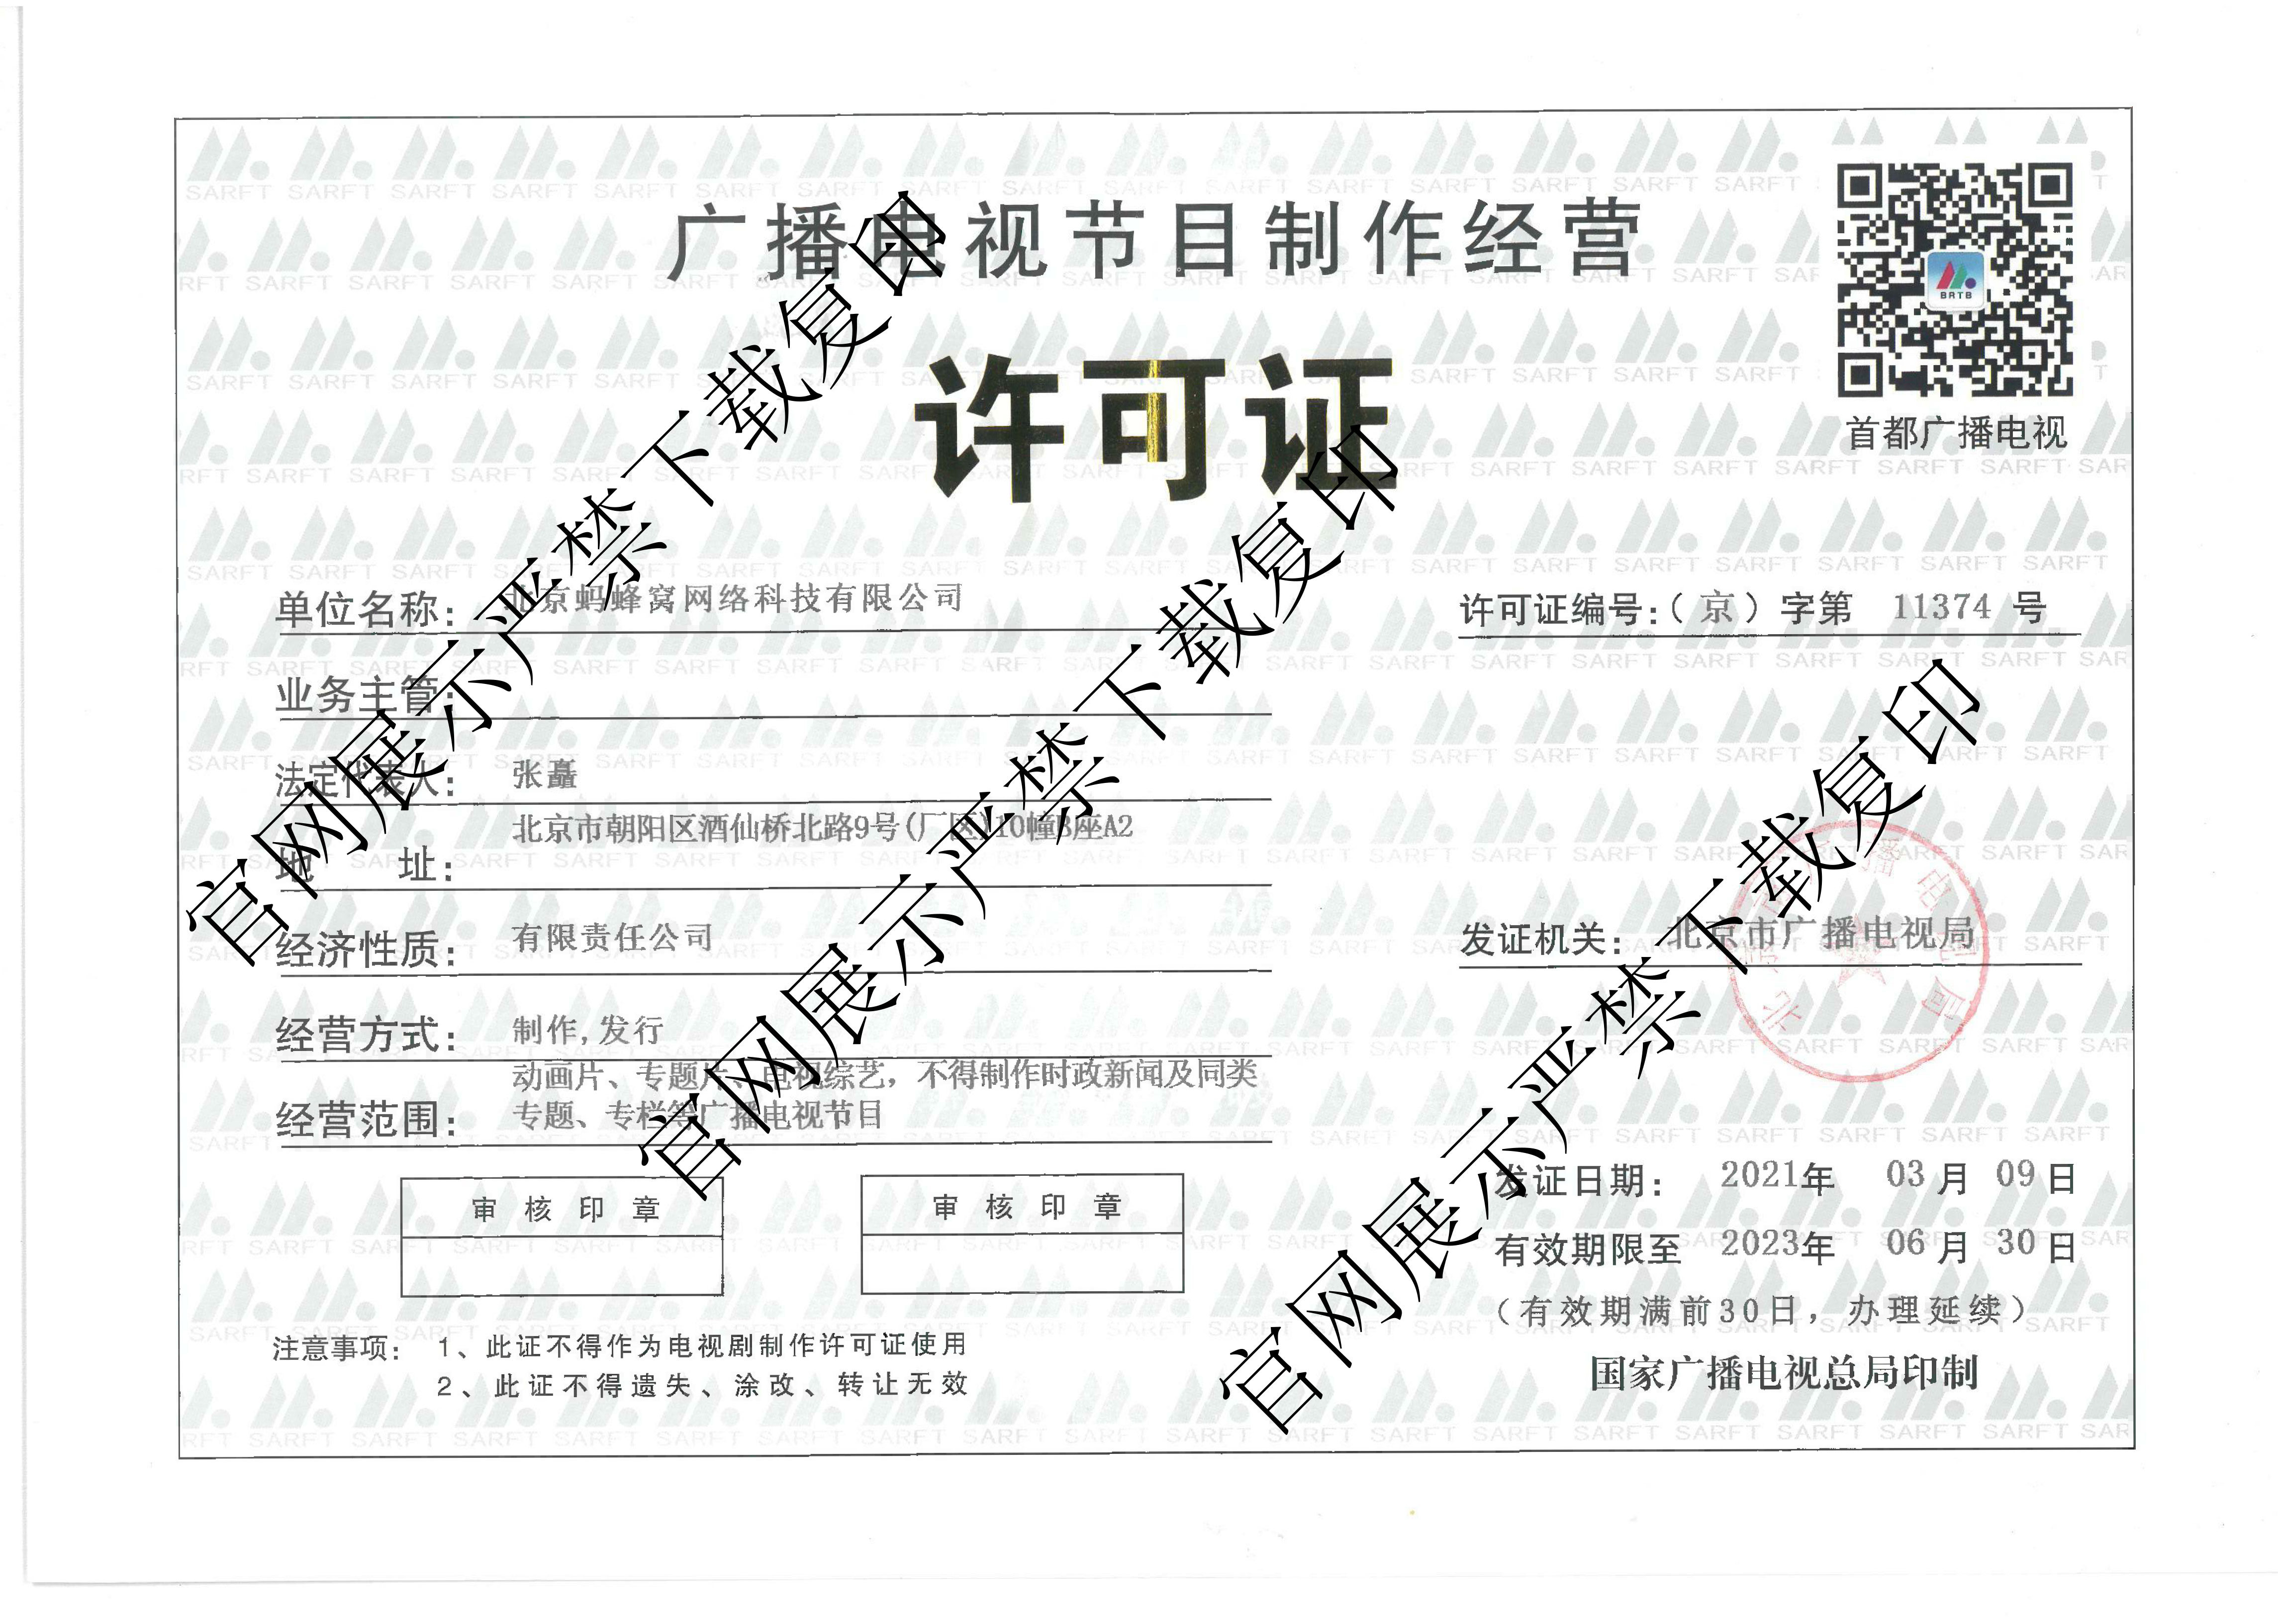 广播电视节目制作经营
许可证
BRTB
首都广播电视
单位名称： 北京蚂蜂窝网络科技有限公司
许可证编号：（京）字第 11374 号
业务主管：
法定代表人： 张矗
地 址： 北京市朝阳区酒仙桥北路9号(厂区)10幢B座A2
经济性质： 有限责任公司
发证机关： 北京市广播电视局
经营方式： 制作,发行
经营范围： 动画片、专题片、电视综艺，不得制作时政新闻及同类
专题、专栏等广播电视节目
审核印章
审核印章
发证日期： 2021年 03月 09日
有效期限至 2023年 06月 30日
（有效期满前30日，办理延续）
注意事项： 1、此证不得作为电视剧制作许可证使用
2、此证不得遗失、涂改、转让无效
国家广播电视总局印制
官网展示严禁下载复印
官网展示严禁下载复印
官网展示严禁下载复印
北京市广播电视局
SARFT